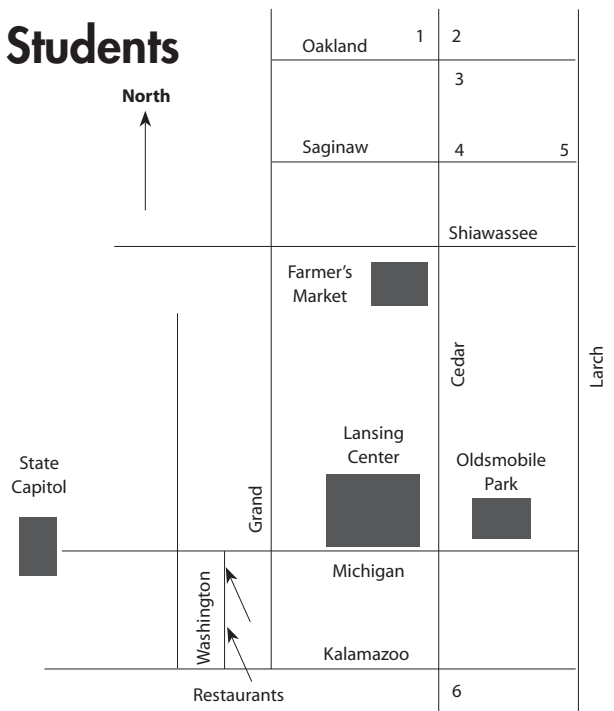 Students
North
Oakland
1
2
3
Saginaw
4
5
Shiawassee
Farmer's
Market
Cedar
Larch
Lansing
Center
Oldsmobile
Park
State
Capitol
Grand
Michigan
Washington
Kalamazoo
Restaurants
6